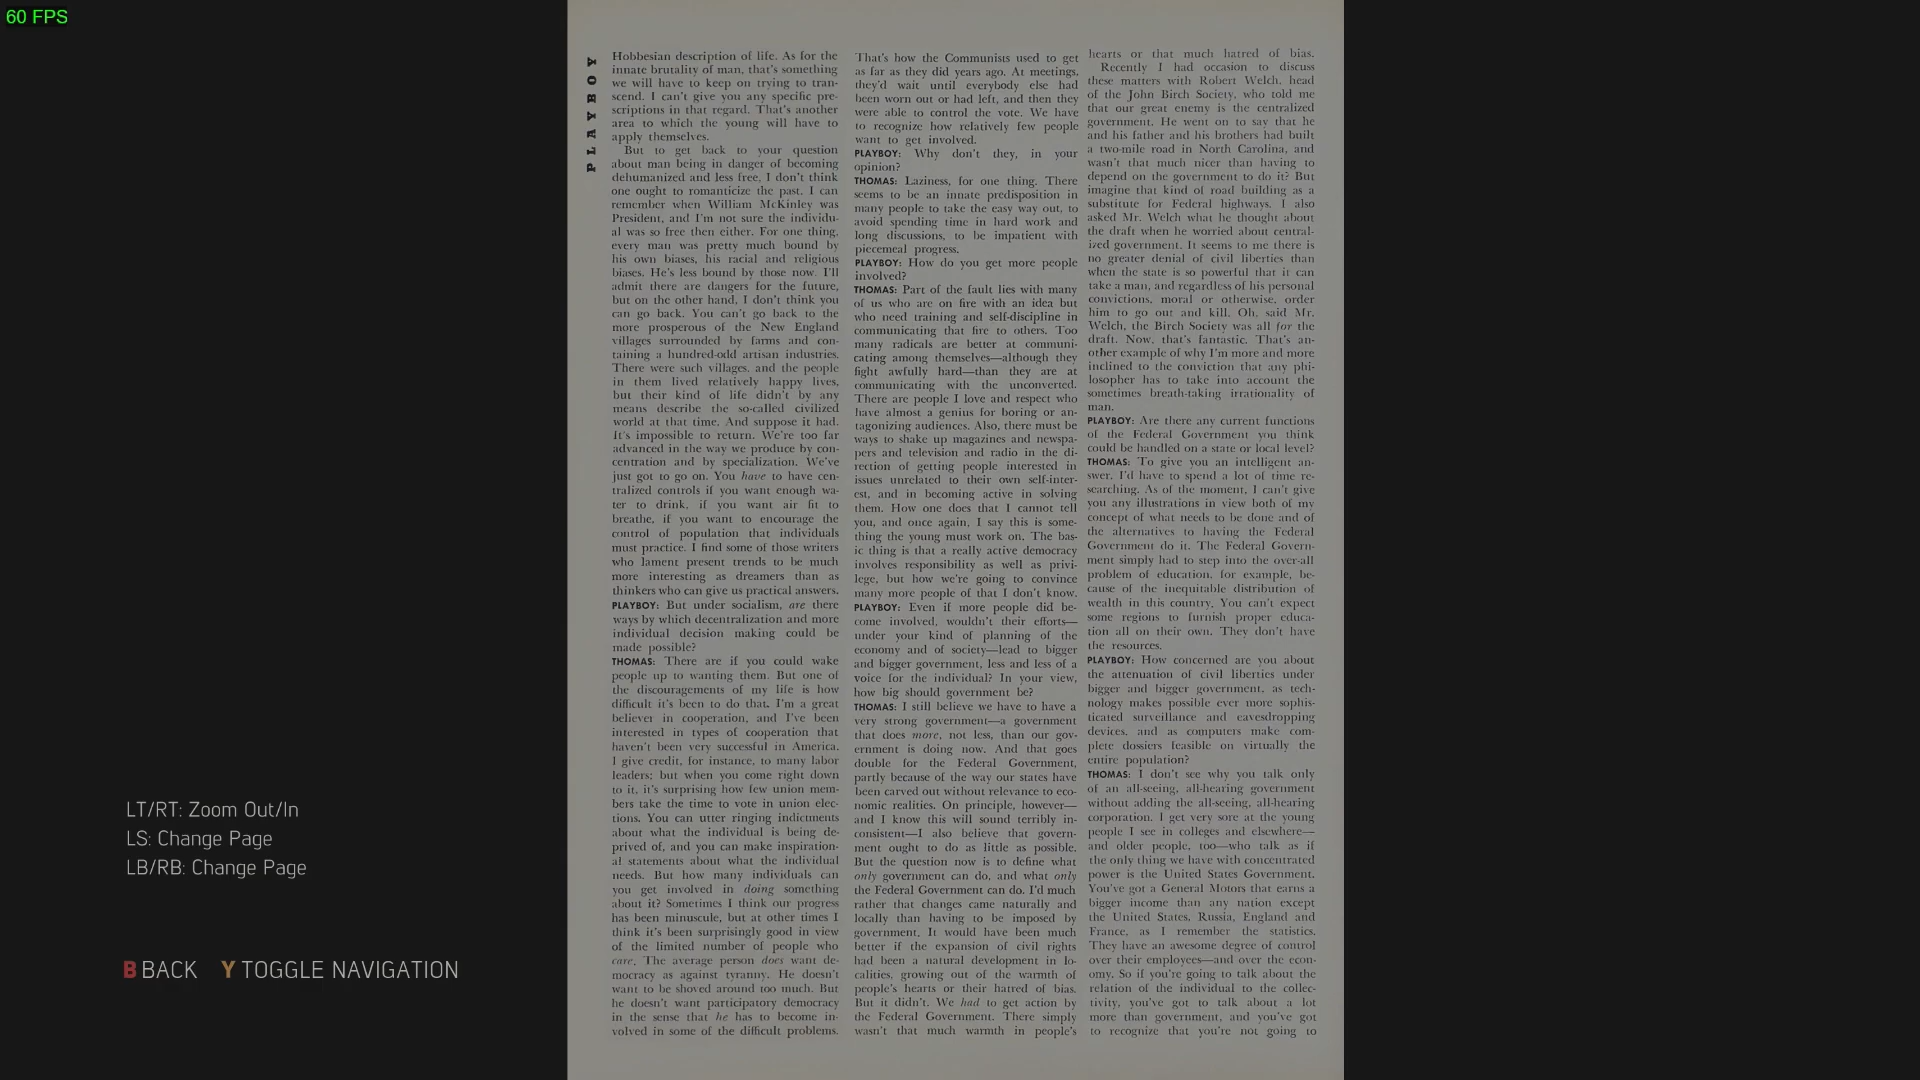 60 FPS
PLAYBOY
Hobbesian description of life. As for the
innate brutality of man, that's something
we will have to keep on trying to tran-
scend. I can't give you any specific pre-
scriptions in that regard. That's another
area to which the young will have to
apply themselves.
But to get back to your question
about man being in danger of becoming
dehumanized and less free, I don't think
one ought to romanticize the past. I can
remember when William McKinley was
President, and I'm not sure the individu-
al was so free then either. For one thing,
every man was pretty much bound by
his own biases, his racial and religious
biases. He's less bound by those now. I'll
admit there are dangers for the future,
but on the other hand, I don't think you
can go back. You can't go back to the
more prosperous of the New England
villages surrounded by farms and con-
taining a hundred-odd artisan industries.
There were such villages, and the people
in them lived relatively happy lives,
but their kind of life didn't by any
means describe the so-called civilized
world at that time. And suppose it had.
It's impossible to return. We're too far
advanced in the way we produce by con-
centration and by specialization. We've
just got to go on. You have to have cen-
tralized controls if you want enough wa-
ter to drink, if you want air fit to
breathe, if you want to encourage the
control of population that individuals
must practice. I find some of those writers
who lament present trends to be much
more interesting as dreamers than as
thinkers who can give us practical answers.
PLAYBOY: But under socialism, are there
ways by which decentralization and more
individual decision making could be
made possible?
THOMAS: There are if you could wake
people up to wanting them. But one of
the discouragements of my life is how
difficult it's been to do that. I'm a great
believer in cooperation, and I've been
interested in types of cooperation that
haven't been very successful in America.
I give credit, for instance, to many labor
leaders; but when you come right down
to it, it's surprising how few union mem-
bers take the time to vote in union elec-
tions. You can utter ringing indictments
about what the individual is being de-
prived of, and you can make inspiration-
al statements about what the individual
needs. But how many individuals can
you get involved in doing something
about it? Sometimes I think our progress
has been minuscule, but at other times I
think it's been surprisingly good in view
of the limited number of people who
care. The average person does want de-
mocracy as against tyranny. He doesn't
want to be shoved around too much. But
he doesn't want participatory democracy
in the sense that he has to become in-
volved in some of the difficult problems.
That's how the Communists used to get
as far as they did years ago. At meetings,
they'd wait until everybody else had
been worn out or had left, and then they
were able to control the vote. We have
to recognize how relatively few people
want to get involved.
PLAYBOY: Why don't they, in your
opinion?
THOMAS: Laziness, for one thing. There
seems to be an innate predisposition in
many people to take the easy way out, to
avoid spending time in hard work and
long discussions, to be impatient with
piecemeal progress.
PLAYBOY: How do you get more people
involved?
THOMAS: Part of the fault lies with many
of us who are on fire with an idea but
who need training and self-discipline in
communicating that fire to others. Too
many radicals are better at communi-
cating among themselves—although they
fight awfully hard—than they are at
communicating with the unconverted.
There are people I love and respect who
have almost a genius for boring or an-
tagonizing audiences. Also, there must be
ways to shake up magazines and newspa-
pers and television and radio in the di-
rection of getting people interested in
issues unrelated to their own self-inter-
est, and in becoming active in solving
them. How one does that I cannot tell
you, and once again, I say this is some-
thing the young must work on. The bas-
ic thing is that a really active democracy
involves responsibility as well as privi-
lege, but how we're going to convince
many more people of that I don't know.
PLAYBOY: Even if more people did be-
come involved, wouldn't their efforts—
under your kind of planning of the
economy and of society—lead to bigger
and bigger government, less and less of a
voice for the individual? In your view,
how big should government be?
THOMAS: I still believe we have to have a
very strong government—a government
that does more, not less, than our gov-
ernment is doing now. And that goes
double for the Federal Government,
partly because of the way our states have
been carved out without relevance to eco-
nomic realities. On principle, however—
and I know this will sound terribly in-
consistent—I also believe that govern-
ment ought to do as little as possible.
But the question now is to define what
only government can do, and what only
the Federal Government can do. I'd much
rather that changes came naturally and
locally than having to be imposed by
government. It would have been much
better if the expansion of civil rights
had been a natural development in lo-
calities, growing out of the warmth of
people's hearts or their hatred of bias.
But it didn't. We had to get action by
the Federal Government. There simply
wasn't that much warmth in people's
hearts or that much hatred of bias.
Recently I had occasion to discuss
these matters with Robert Welch, head
of the John Birch Society, who told me
that our great enemy is the centralized
government. He went on to say that he
and his father and his brothers had built
a two-mile road in North Carolina, and
wasn't that much nicer than having to
depend on the government to do it? But
imagine that kind of road building as a
substitute for Federal highways. I also
asked Mr. Welch what he thought about
the draft when he worried about central-
ized government. It seems to me there is
no greater denial of civil liberties than
when the state is so powerful that it can
take a man, and regardless of his personal
convictions, moral or otherwise, order
him to go out and kill. Oh, said Mr.
Welch, the Birch Society was all for the
draft. Now, that's fantastic. That's an-
other example of why I'm more and more
inclined to the conviction that any phi-
losopher has to take into account the
sometimes breath-taking irrationality of
man.
PLAYBOY: Are there any current functions
of the Federal Government you think
could be handled on a state or local level?
THOMAS: To give you an intelligent an-
swer, I'd have to spend a lot of time re-
searching. As of the moment, I can't give
you any illustrations in view both of my
concept of what needs to be done and of
the alternatives to having the Federal
Government do it. The Federal Govern-
ment simply had to step into the over-all
problem of education, for example, be-
cause of the inequitable distribution of
wealth in this country. You can't expect
some regions to furnish proper educa-
tion all on their own. They don't have
the resources.
PLAYBOY: How concerned are you about
the attenuation of civil liberties under
bigger and bigger government, as tech-
nology makes possible ever more sophis-
ticated surveillance and eavesdropping
devices, and as computers make com-
plete dossiers feasible on virtually the
entire population?
THOMAS: I don't see why you talk only
of an all-seeing, all-hearing government
without adding the all-seeing, all-hearing
corporation. I get very sore at the young
people I see in colleges and elsewhere—
and older people, too—who talk as if
the only thing we have with concentrated
power is the United States Government.
You've got a General Motors that earns a
bigger income than any nation except
the United States, Russia, England and
France, as I remember the statistics.
They have an awesome degree of control
over their employees—and over the econ-
omy. So if you're going to talk about the
relation of the individual to the collec-
tivity, you've got to talk about a lot
more than government, and you've got
to recognize that you're not going to
LT/RT: Zoom Out/In
LS: Change Page
LB/RB: Change Page
B BACK Y TOGGLE NAVIGATION